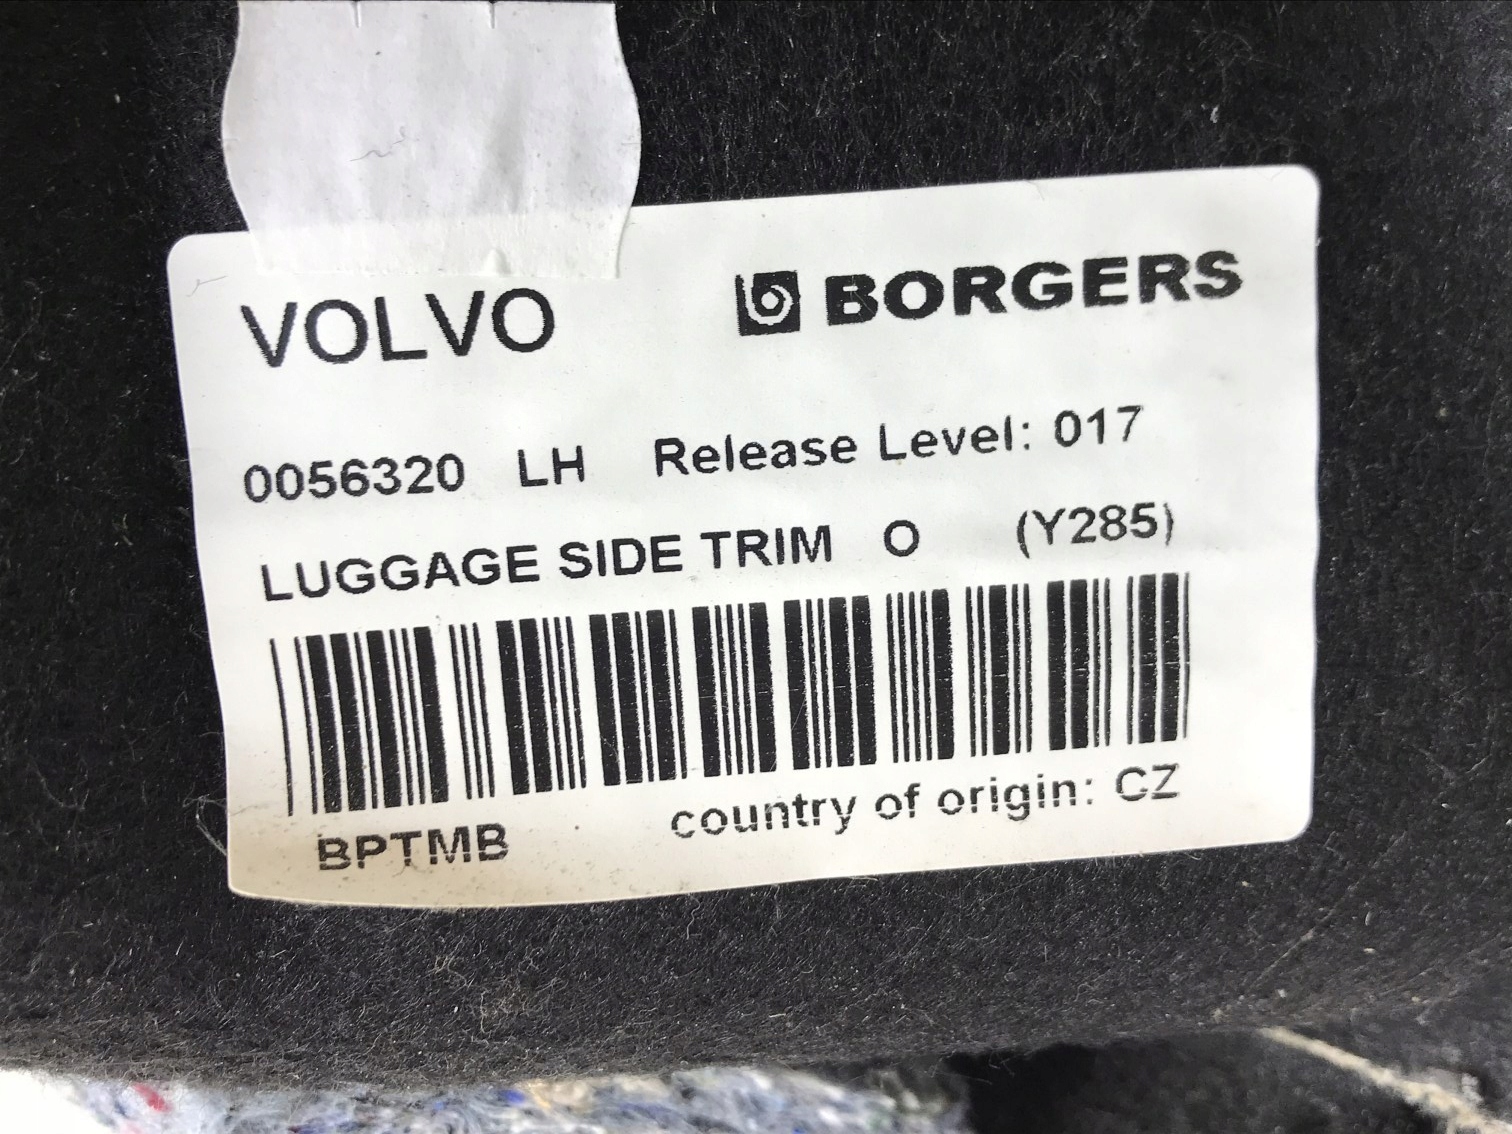 VOLVO BORGERS
0056320 LH Release Level: 017
LUGGAGE SIDE TRIM O (Y285)
BPTMB country of origin: CZ